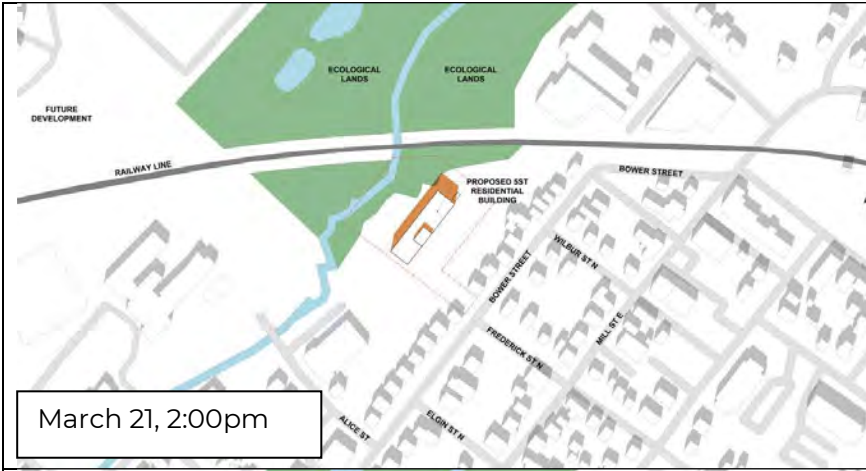 ECOLOGICAL
LANDS
ECOLOGICAL
LANDS
FUTURE
DEVELOPMENT
RAILWAY LINE
PROPOSED 5ST
RESIDENTIAL
BUILDING
BOWER STREET
WILBUR ST N
BOWER STREET
MILL ST E
FREDERICK ST N
ALICE ST
ELGIN ST N
March 21, 2:00pm